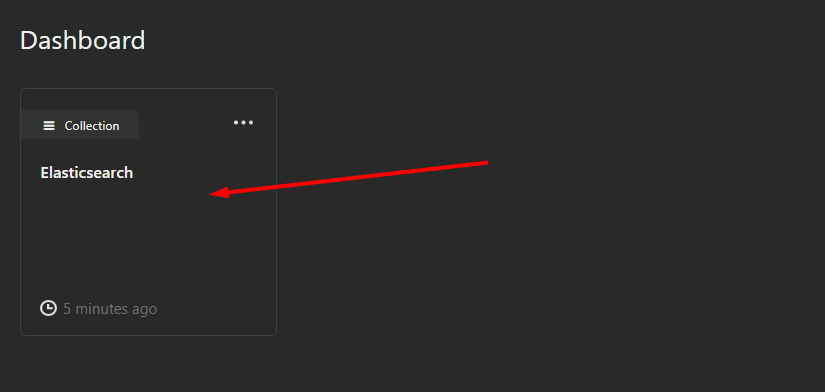 Dashboard
Collection
Elasticsearch
5 minutes ago